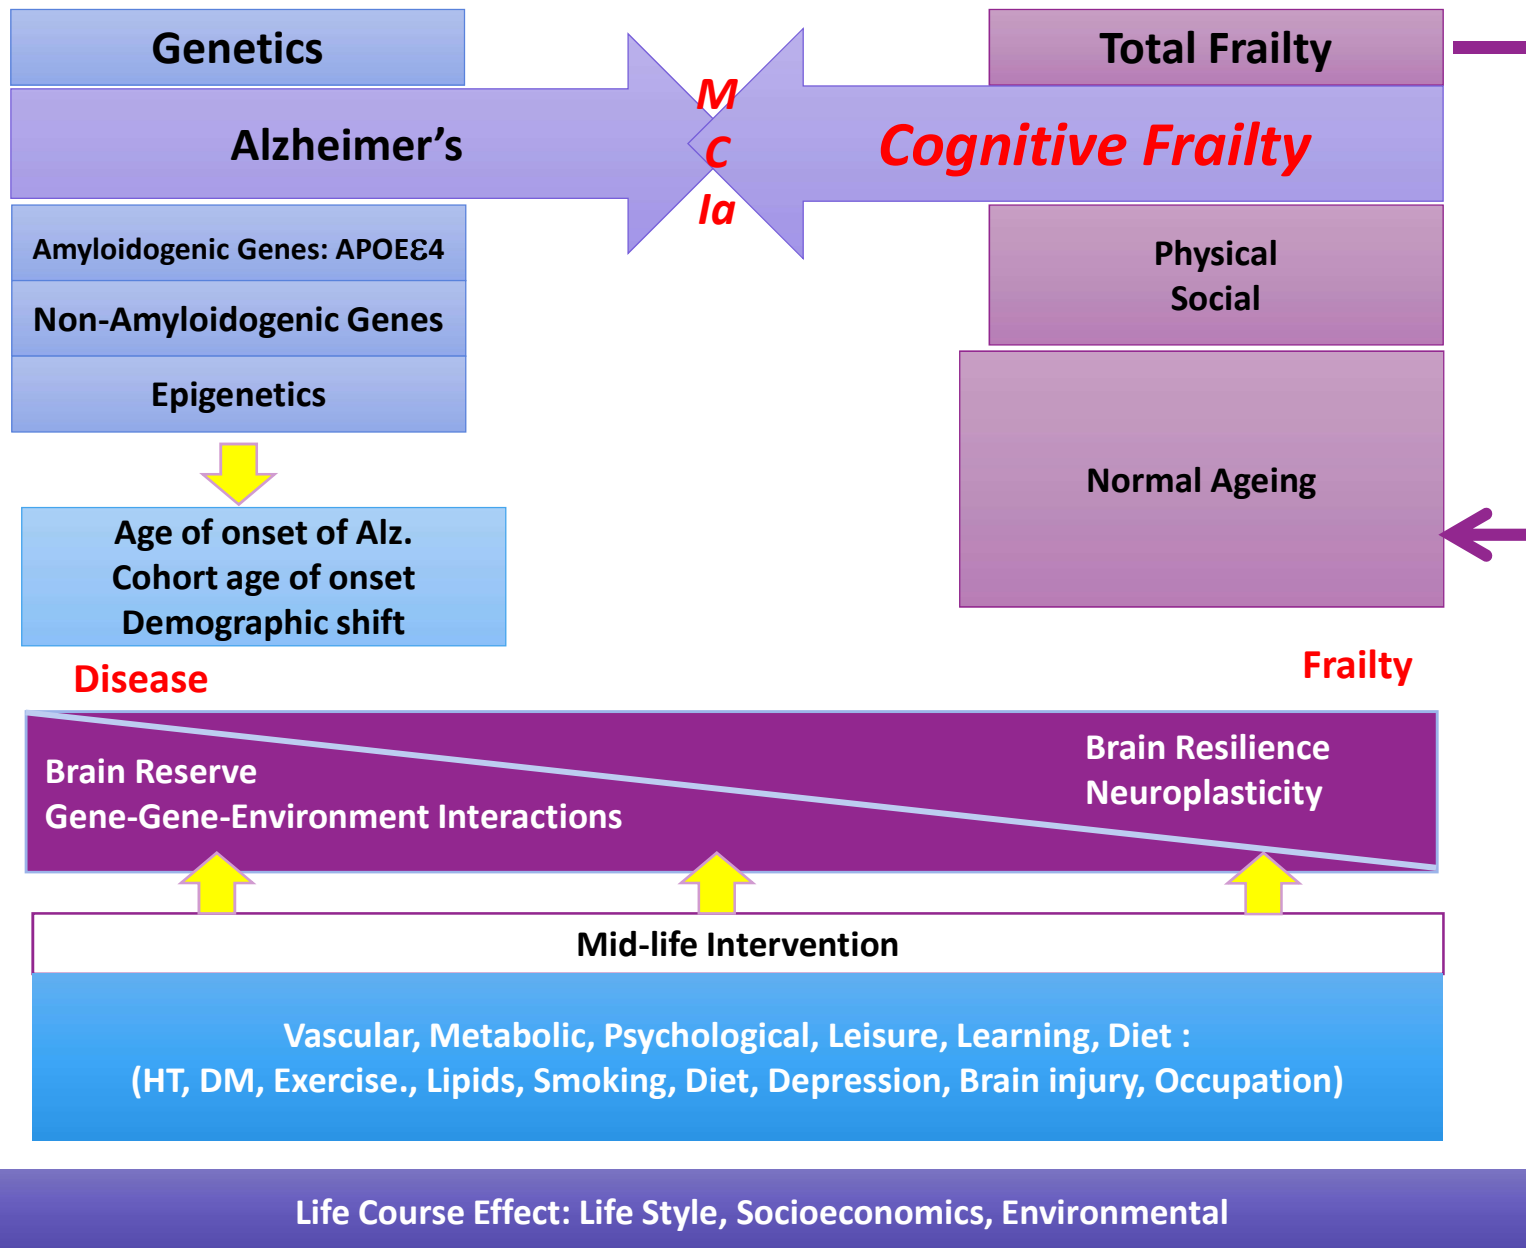 Genetics
Total Frailty
Alzheimer’s
M
C
Ia
Cognitive Frailty
Amyloidogenic Genes: APOEƐ4
Non-Amyloidogenic Genes
Epigenetics
Physical
Social
Normal Ageing
Age of onset of Alz.
Cohort age of onset
Demographic shift
Disease
Frailty
Brain Reserve
Gene-Gene-Environment Interactions
Brain Resilience
Neuroplasticity
Mid-life Intervention
Vascular, Metabolic, Psychological, Leisure, Learning, Diet :
(HT, DM, Exercise., Lipids, Smoking, Diet, Depression, Brain injury, Occupation)
Life Course Effect: Life Style, Socioeconomics, Environmental